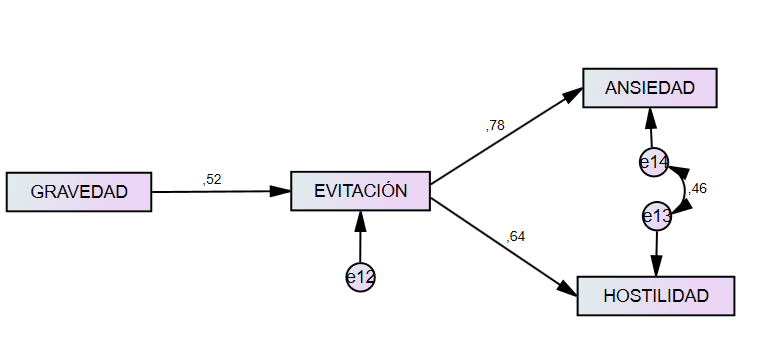 ANSIEDAD
,78
e14
,52
GRAVEDAD
EVITACIÓN
,46
e13
,64
e12
HOSTILIDAD